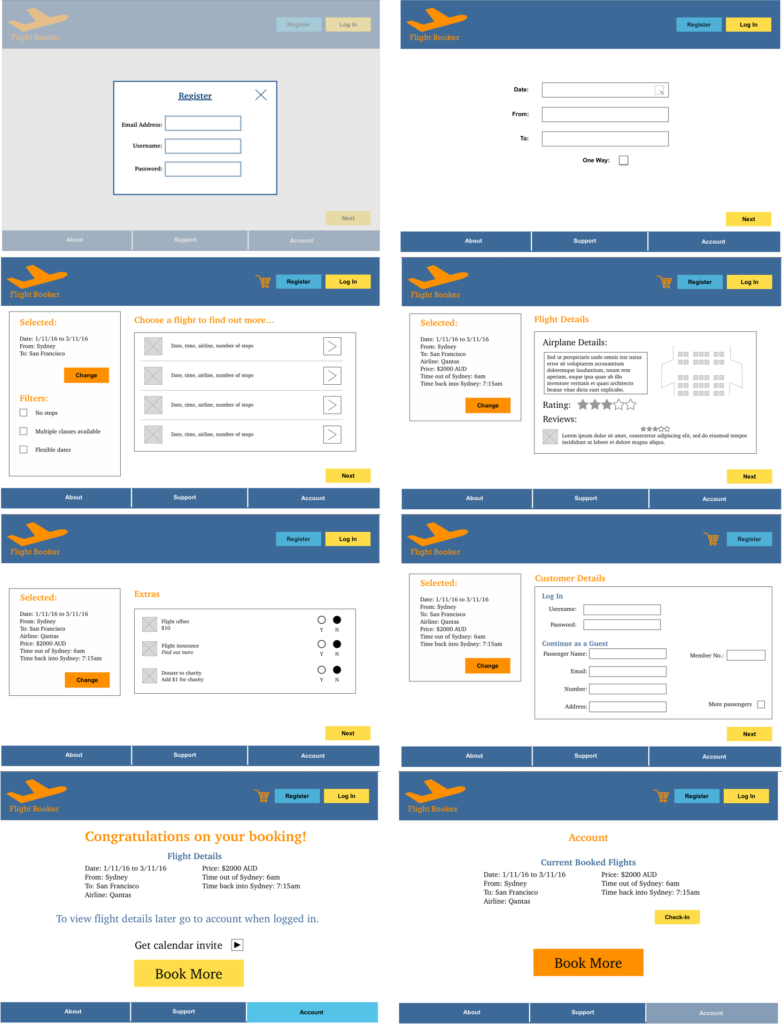 Flight Booker
Register
Log In
Register
Email Address:
Username:
Password:
Next
About
Support
Account
Flight Booker
Register
Log In
Date:
From:
To:
One Way:
Next
About
Support
Account
Flight Booker
Register
Log In
Selected:
Date: 1/11/16 to 3/11/16
From: Sydney
To: San Francisco
Change
Filters:
No stops
Multiple classes available
Flexible dates
Choose a flight to find out more...
Date, time, airline, number of stops
Date, time, airline, number of stops
Date, time, airline, number of stops
Date, time, airline, number of stops
Next
About
Support
Account
Flight Booker
Register
Log In
Selected:
Date: 1/11/16 to 3/11/16
From: Sydney
To: San Francisco
Airline: Qantas
Price: $2000 AUD
Time out of Sydney: 6am
Time back into Sydney: 7:15am
Change
Flight Details
Airplane Details:
Sed ut perspiciatis unde omnis iste natus
error sit voluptatem accusantium
doloremque laudantium, totam rem
aperiam, eaque ipsa quae ab illo
inventore veritatis et quasi architecto
beatae vitae dicta sunt explicabo.
Rating:
Reviews:
Lorem ipsum dolor sit amet, consectetur adipiscing elit, sed do eiusmod tempor
incididunt ut labore et dolore magna aliqua.
Next
About
Support
Account
Flight Booker
Register
Log In
Selected:
Date: 1/11/16 to 3/11/16
From: Sydney
To: San Francisco
Airline: Qantas
Price: $2000 AUD
Time out of Sydney: 6am
Time back into Sydney: 7:15am
Change
Extras
Flight offset
$10
Y N
Flight insurance
Find out more
Y N
Donate to charity
Add $1 for charity
Y N
Next
About
Support
Account
Flight Booker
Register
Selected:
Date: 1/11/16 to 3/11/16
From: Sydney
To: San Francisco
Airline: Qantas
Price: $2000 AUD
Time out of Sydney: 6am
Time back into Sydney: 7:15am
Change
Customer Details
Log In
Username:
Password:
Continue as a Guest
Passenger Name:
Member No.:
Email:
Number:
Address:
More passengers
Next
About
Support
Account
Flight Booker
Register
Log In
Congratulations on your booking!
Flight Details
Date: 1/11/16 to 3/11/16
From: Sydney
To: San Francisco
Airline: Qantas
Price: $2000 AUD
Time out of Sydney: 6am
Time back into Sydney: 7:15am
To view flight details later go to account when logged in.
Get calendar invite
Book More
About
Support
Account
Flight Booker
Register
Log In
Account
Current Booked Flights
Date: 1/11/16 to 3/11/16
From: Sydney
To: San Francisco
Airline: Qantas
Price: $2000 AUD
Time out of Sydney: 6am
Time back into Sydney: 7:15am
Check-In
Book More
About
Support
Account